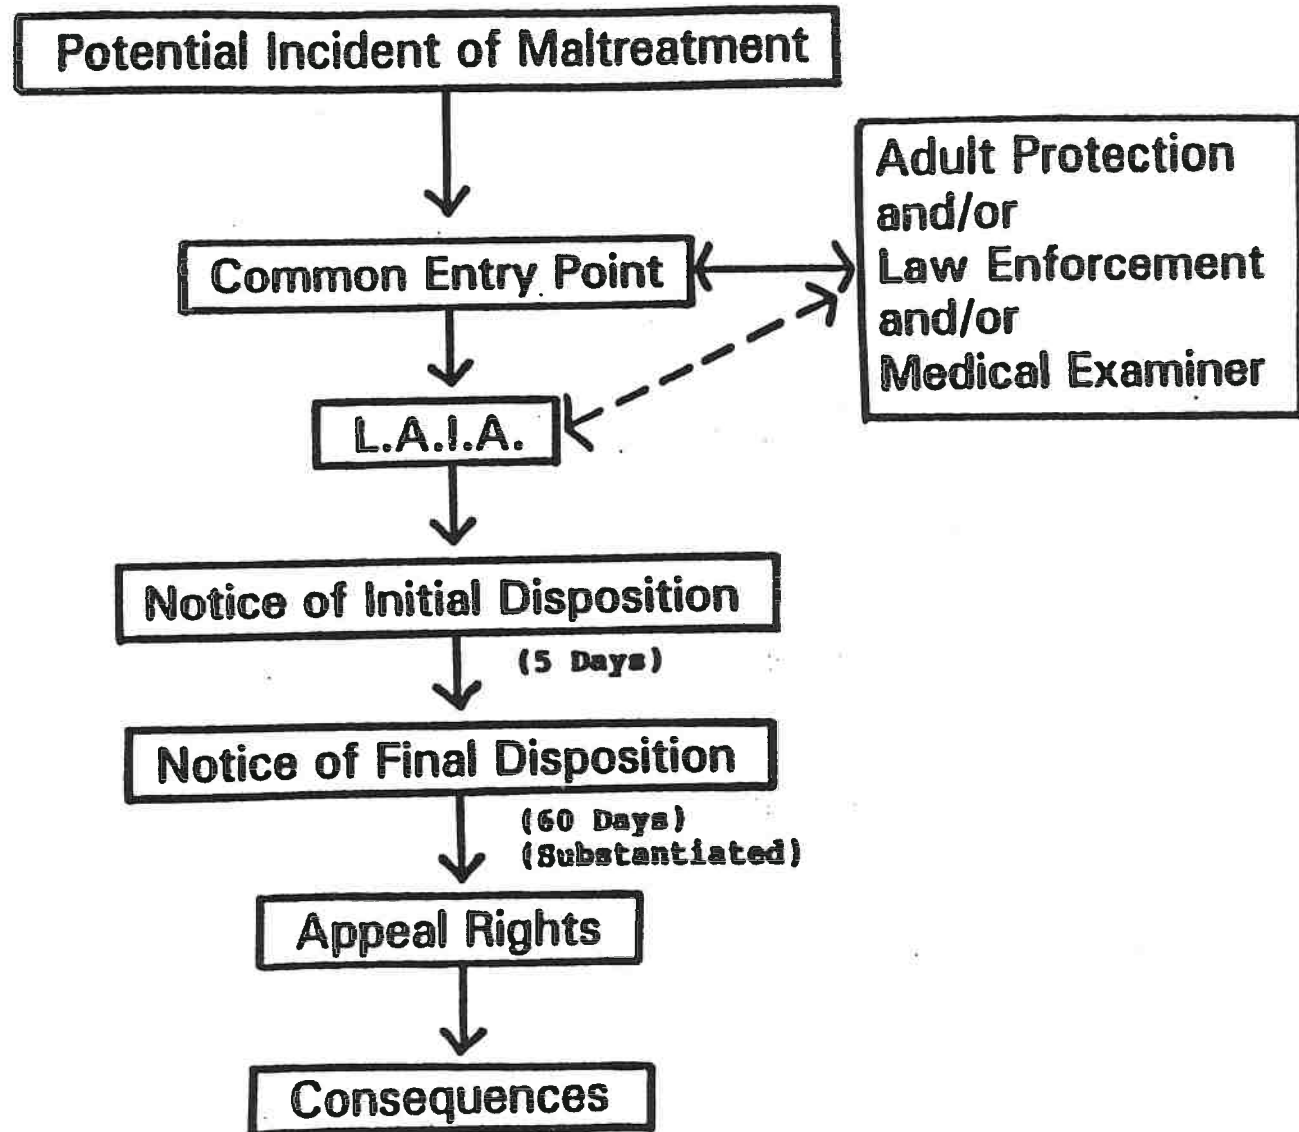 Potential Incident of Maltreatment
Common Entry Point
Adult Protection
and/or
Law Enforcement
and/or
Medical Examiner
L.A.I.A.
Notice of Initial Disposition
(5 Days)
Notice of Final Disposition
(60 Days)
(Substantiated)
Appeal Rights
Consequences